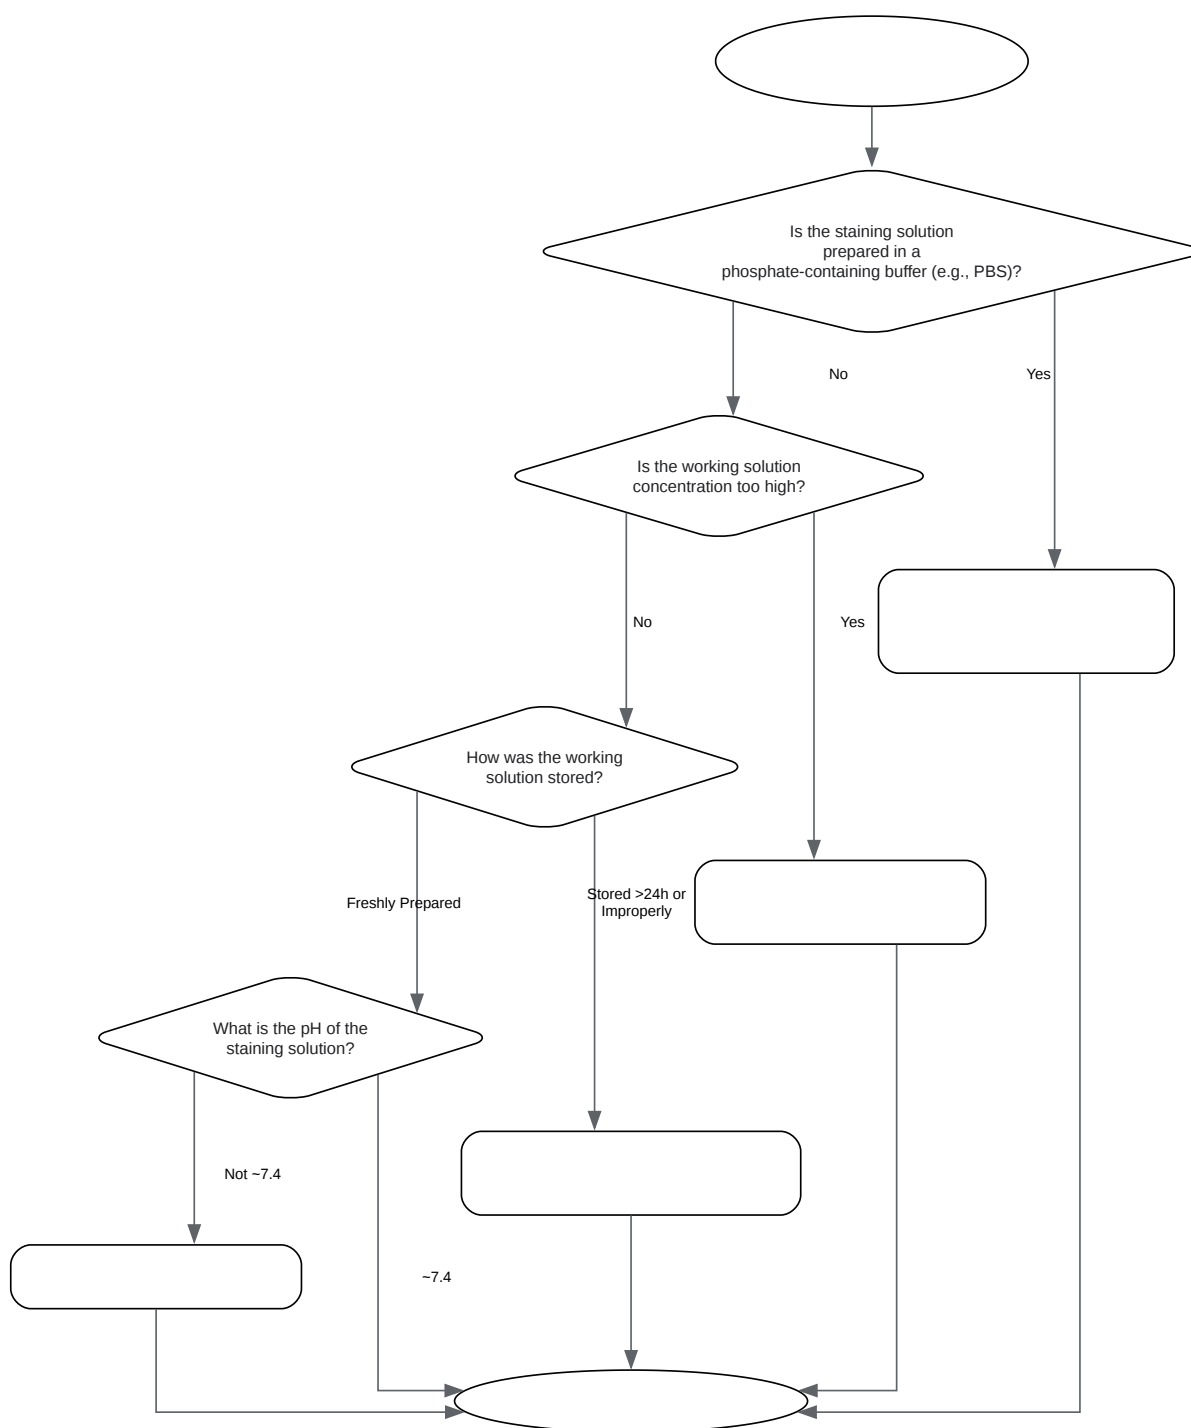 Is the staining solution
prepared in a
phosphate-containing buffer (e.g., PBS)?
No
Yes
Is the working solution
concentration too high?
No
Yes
How was the working
solution stored?
Freshly Prepared
Stored >24h or
Improperly
What is the pH of the
staining solution?
Not ~7.4
~7.4